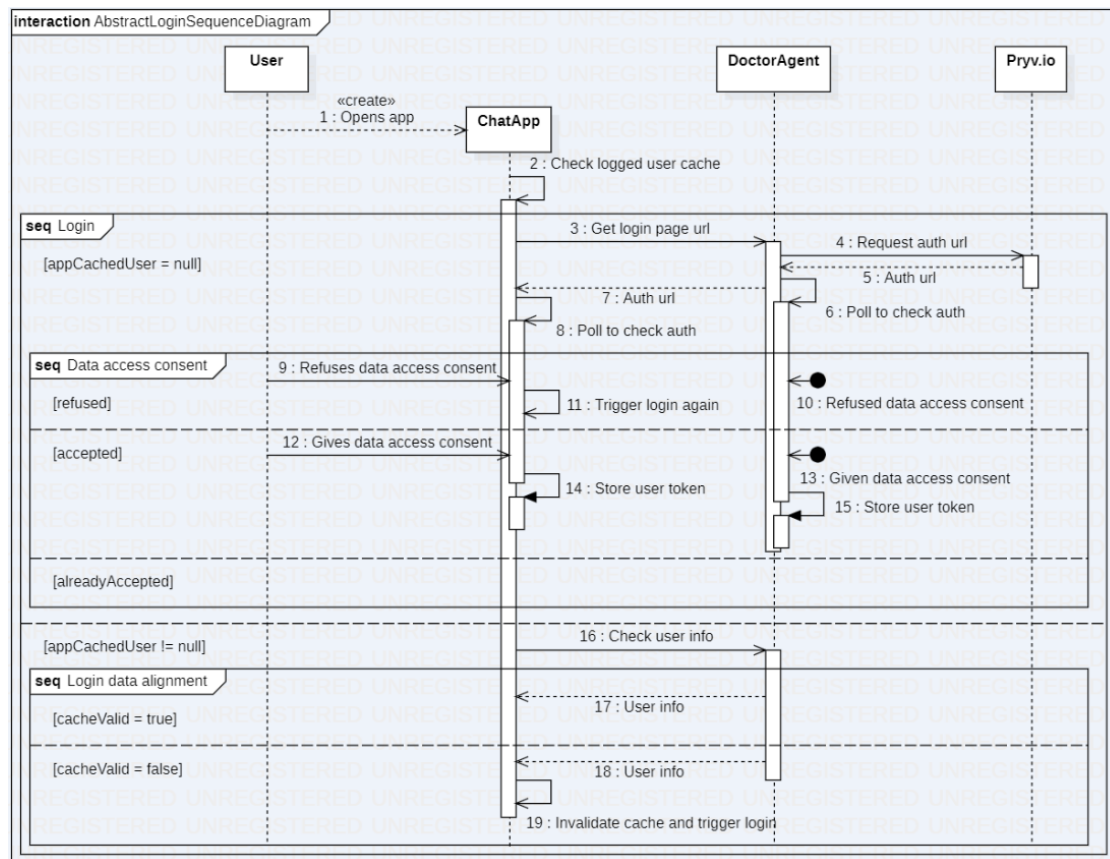 interaction AbstractLoginSequenceDiagram
User
DoctorAgent
Pryv.io
«create»
1 : Opens app
ChatApp
2 : Check logged user cache
seq Login
[appCachedUser = null]
3 : Get login page url
4 : Request auth url
5 : Auth url
7 : Auth url
6 : Poll to check auth
8 : Poll to check auth
seq Data access consent
9 : Refuses data access consent
[refused]
11 : Trigger login again
10 : Refused data access consent
12 : Gives data access consent
[accepted]
13 : Given data access consent
14 : Store user token
15 : Store user token
[alreadyAccepted]
16 : Check user info
[appCachedUser != null]
seq Login data alignment
17 : User info
[cacheValid = true]
[cacheValid = false]
18 : User info
19 : Invalidate cache and trigger login
UNREGISTERED